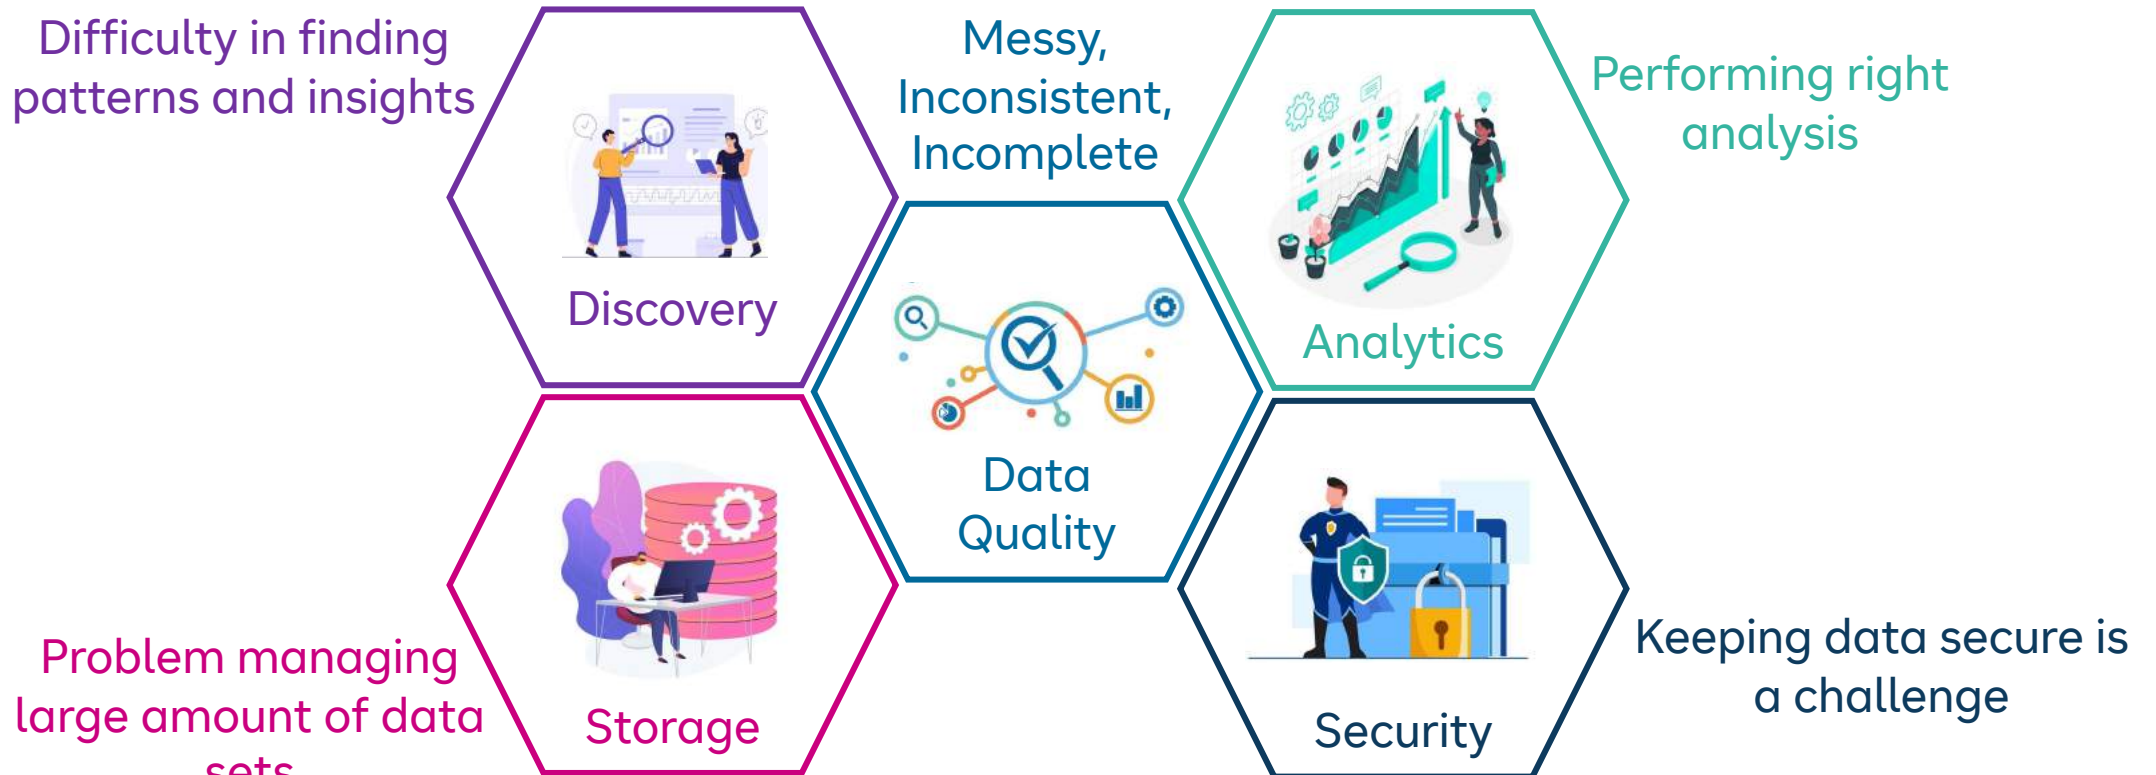 Difficulty in finding
patterns and insights
Discovery
Messy,
Inconsistent,
Incomplete
Data
Quality
Performing right
analysis
Analytics
Problem managing
large amount of data
sets
Storage
Keeping data secure is
a challenge
Security